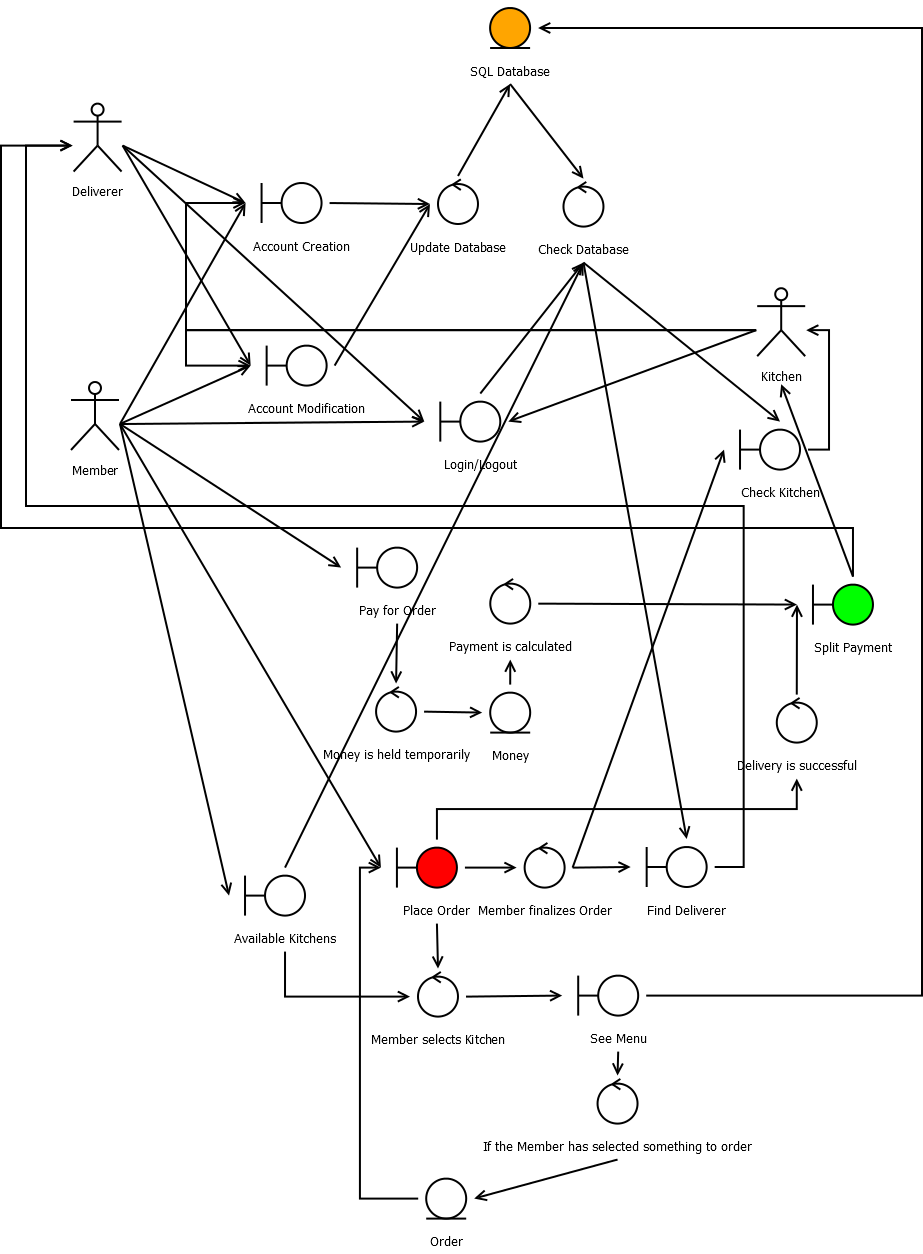 SQL Database
Deliverer
Account Creation
Update Database
Check Database
Kitchen
Account Modification
Member
Login/Logout
Check Kitchen
Pay for Order
Payment is calculated
Split Payment
Money is held temporarily
Money
Delivery is successful
Place Order
Member finalizes Order
Find Deliverer
Available Kitchens
Member selects Kitchen
See Menu
If the Member has selected something to order
Order